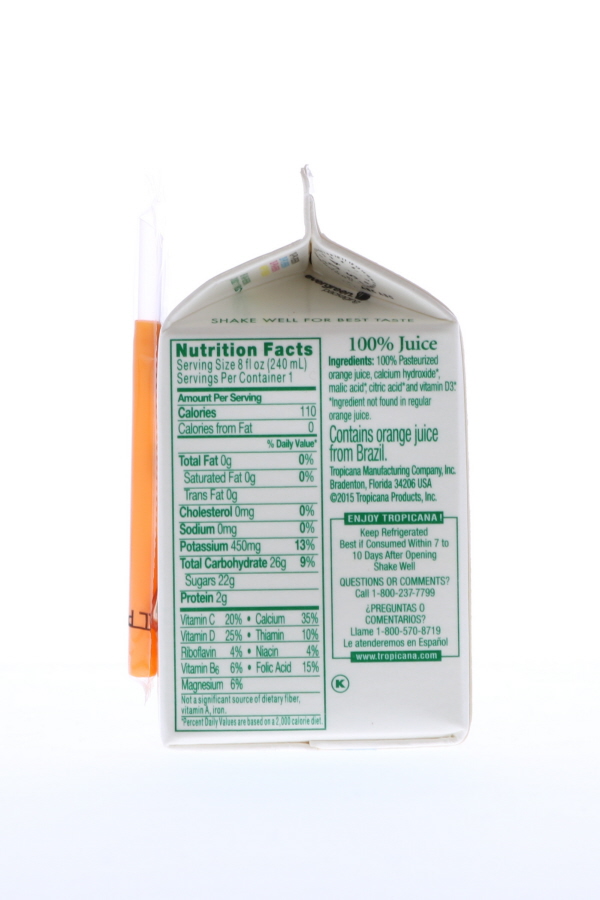 SHAKE WELL FOR BEST TASTE
Nutrition Facts
Serving Size 8 fl oz (240 mL)
Servings Per Container 1
Amount Per Serving
Calories 110
Calories from Fat 0
% Daily Value*
Total Fat 0g 0%
Saturated Fat 0g 0%
Trans Fat 0g
Cholesterol 0mg 0%
Sodium 0mg 0%
Potassium 450mg 13%
Total Carbohydrate 26g 9%
Sugars 22g
Protein 2g
Vitamin C 20% • Calcium 35%
Vitamin D 25% • Thiamin 10%
Riboflavin 4% • Niacin 4%
Vitamin B6 6% • Folic Acid 15%
Magnesium 6%
Not a significant source of dietary fiber,
vitamin A, iron.
*Percent Daily Values are based on a 2,000 calorie diet.
100% Juice
Ingredients: 100% Pasteurized
orange juice, calcium hydroxide*,
malic acid*, citric acid* and vitamin D3*.
*Ingredient not found in regular
orange juice.
Contains orange juice
from Brazil.
Tropicana Manufacturing Company, Inc.
Bradenton, Florida 34206 USA
©2015 Tropicana Products, Inc.
ENJOY TROPICANA!
Keep Refrigerated
Best if Consumed Within 7 to
10 Days After Opening
Shake Well
QUESTIONS OR COMMENTS?
Call 1-800-237-7799
¿PREGUNTAS O
COMENTARIOS?
Llame 1-800-570-8719
Le atenderemos en Español
www.tropicana.com
K